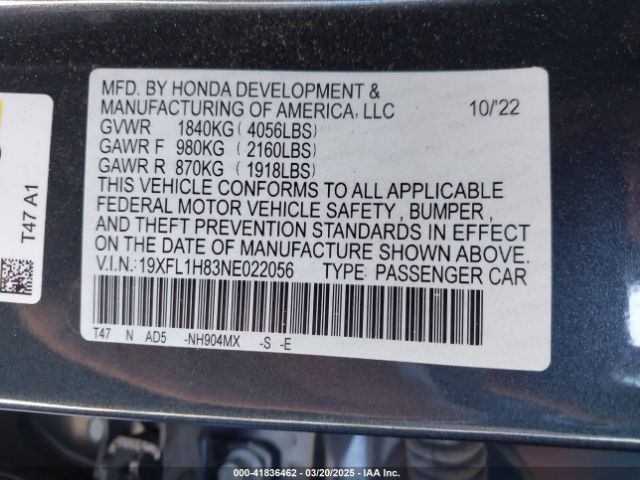 MFD. BY HONDA DEVELOPMENT &
MANUFACTURING OF AMERICA, LLC 10/'22
GVWR 1840KG ( 4056LBS)
GAWR F 980KG ( 2160LBS)
GAWR R 870KG ( 1918LBS)
THIS VEHICLE CONFORMS TO ALL APPLICABLE
FEDERAL MOTOR VEHICLE SAFETY , BUMPER ,
AND THEFT PREVENTION STANDARDS IN EFFECT
ON THE DATE OF MANUFACTURE SHOWN ABOVE.
V.I.N.:19XFL1H83NE022056 TYPE: PASSENGER CAR
T47 N AD5 -NH904MX -S -E
T47 A1
000-41836462 — 03/20/2025 — IAA Inc.